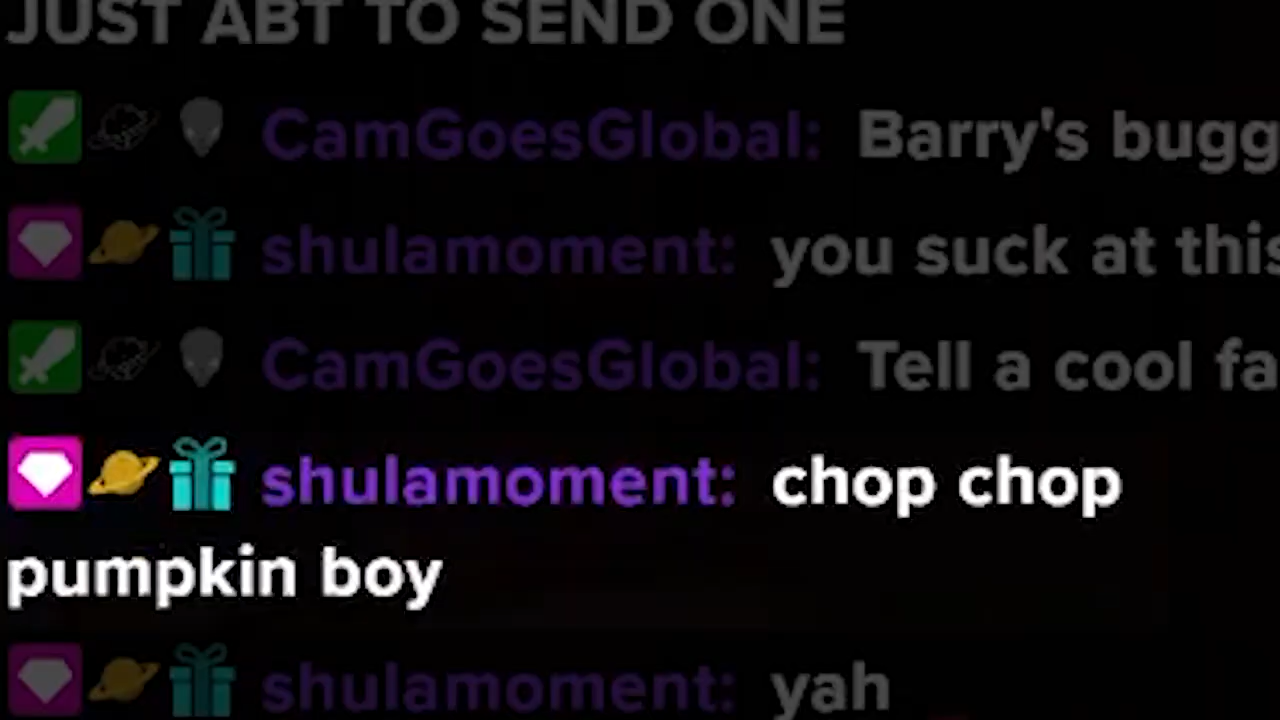 JUST ABT TO SEND ONE
CamGoesGlobal: Barry's bugg
shulamoment: you suck at this
CamGoesGlobal: Tell a cool fa
shulamoment: chop chop
pumpkin boy
shulamoment: yah